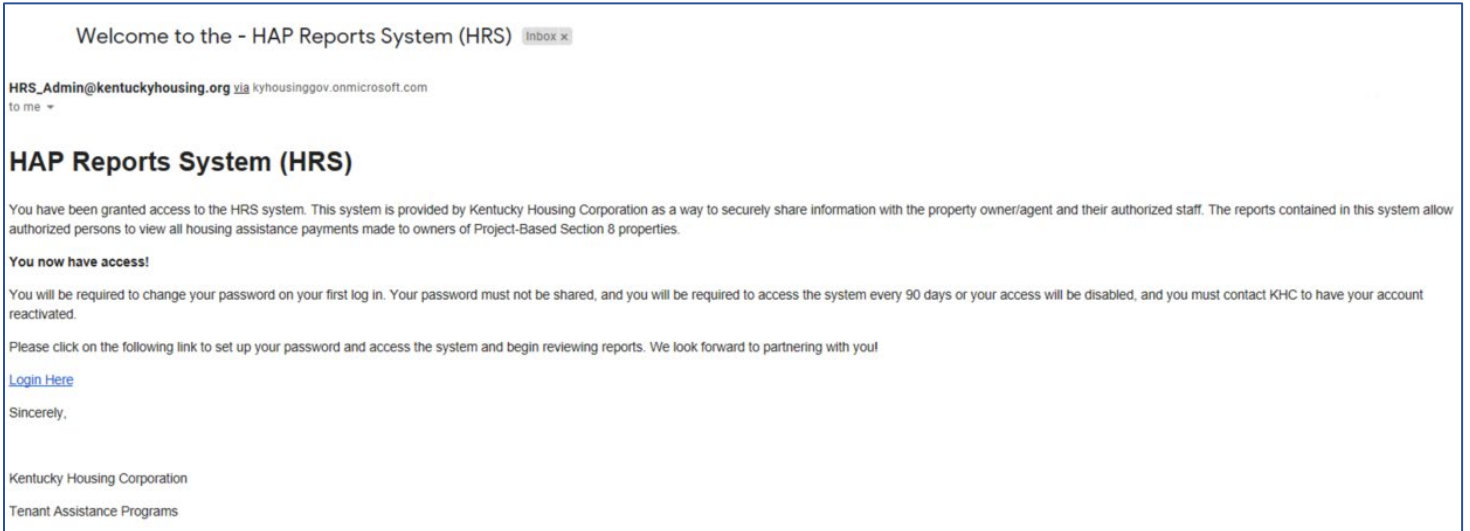 Welcome to the - HAP Reports System (HRS) Inbox x
HRS_Admin@kentuckyhousing.org via kyhousinggov.onmicrosoft.com
to me
HAP Reports System (HRS)
You have been granted access to the HRS system. This system is provided by Kentucky Housing Corporation as a way to securely share information with the property owner/agent and their authorized staff. The reports contained in this system allow
authorized persons to view all housing assistance payments made to owners of Project-Based Section 8 properties.
You now have access!
You will be required to change your password on your first log in. Your password must not be shared, and you will be required to access the system every 90 days or your access will be disabled, and you must contact KHC to have your account
reactivated.
Please click on the following link to set up your password and access the system and begin reviewing reports. We look forward to partnering with you!
Login Here
Sincerely,
Kentucky Housing Corporation
Tenant Assistance Programs